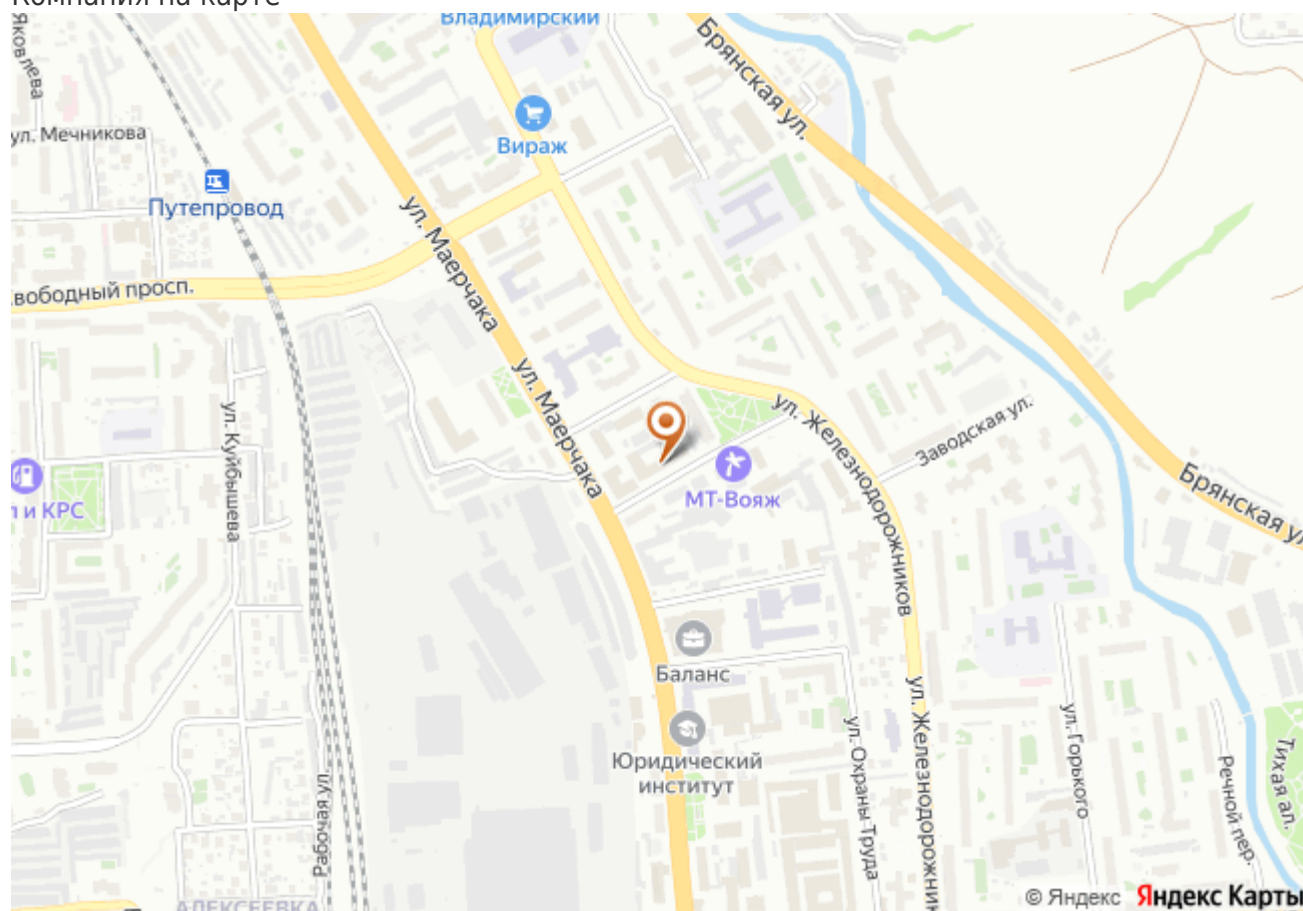 Компания на карте
Яковлева
Владимирский
Брянская ул.
ул. Мечникова
Вираж
Путепровод
ул. Маерчака
вободный просп.
ул. Маерчака
ул. Куйбышева
ул. Железнодорожников
Заводская ул.
л и КРС
МТ-Вояж
Брянская ул
Баланс
ул. Железнодорожник
ул. Охраны Труда
ул. Горького
Речной пер.
Тихая ал.
Юридический
институт
Рабочая ул.
АЛЕКСЕЕВКА
© Яндекс Яндекс Карты